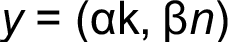 y = (αk, βn)